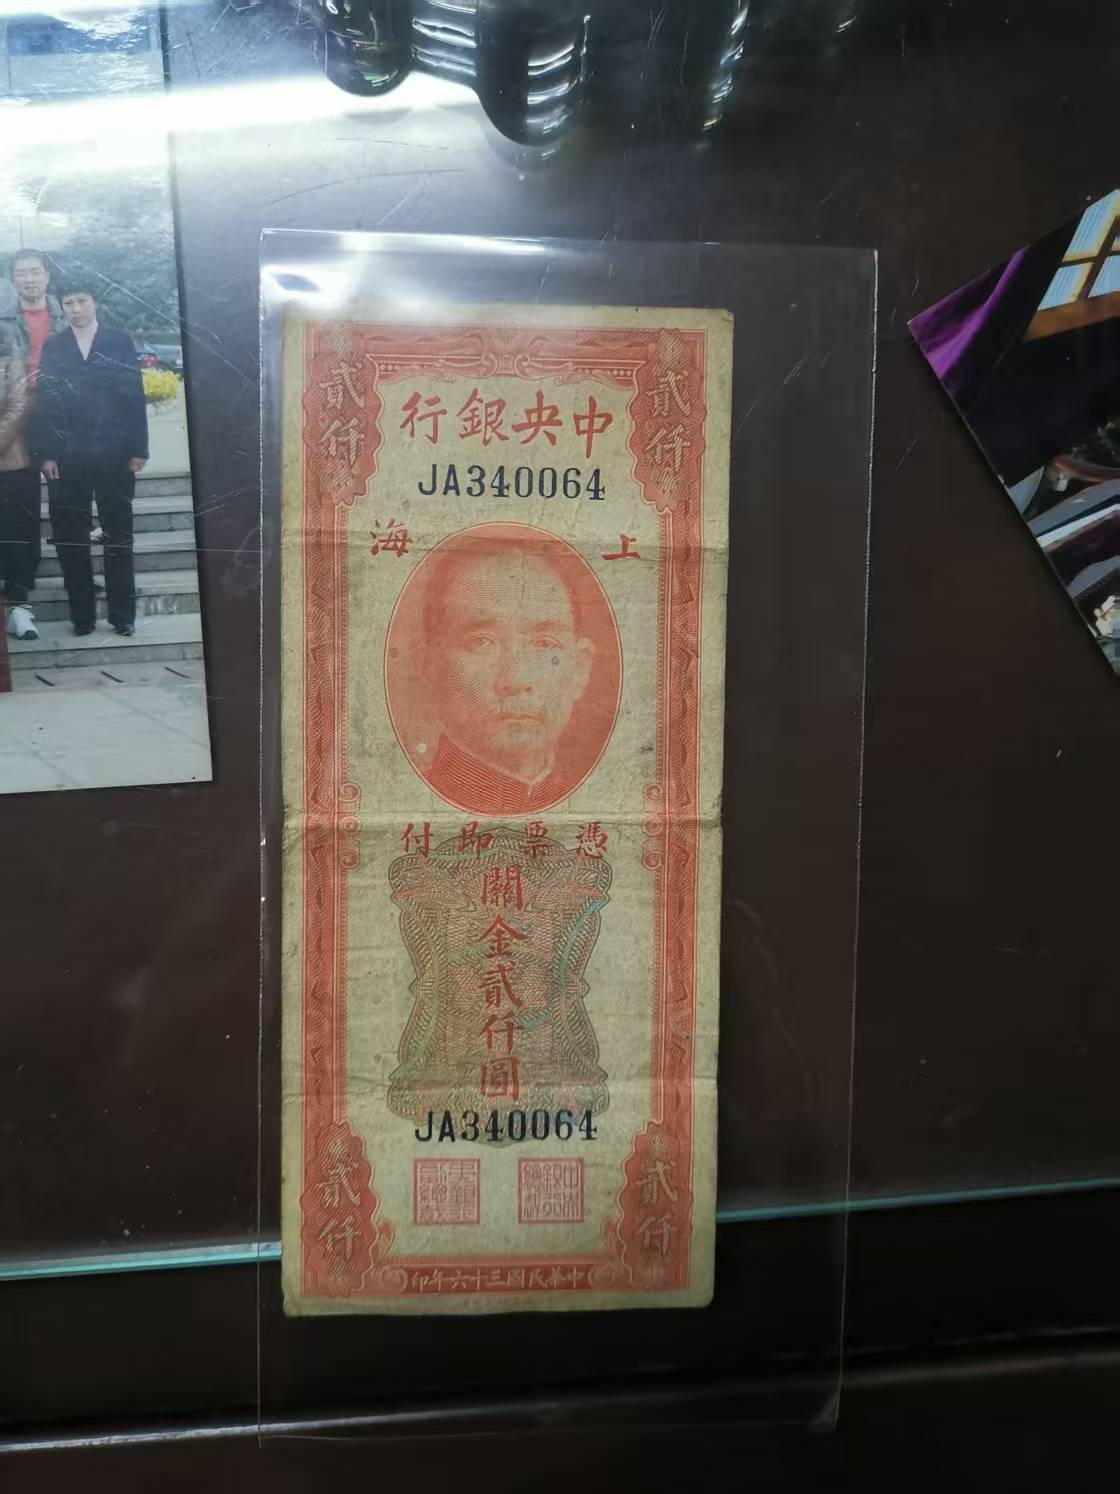 中央銀行
貳仟
貳仟
JA340064
上海
憑票即付
關金貳仟圓
JA340064
貳仟
貳仟
中華民國三十六年印